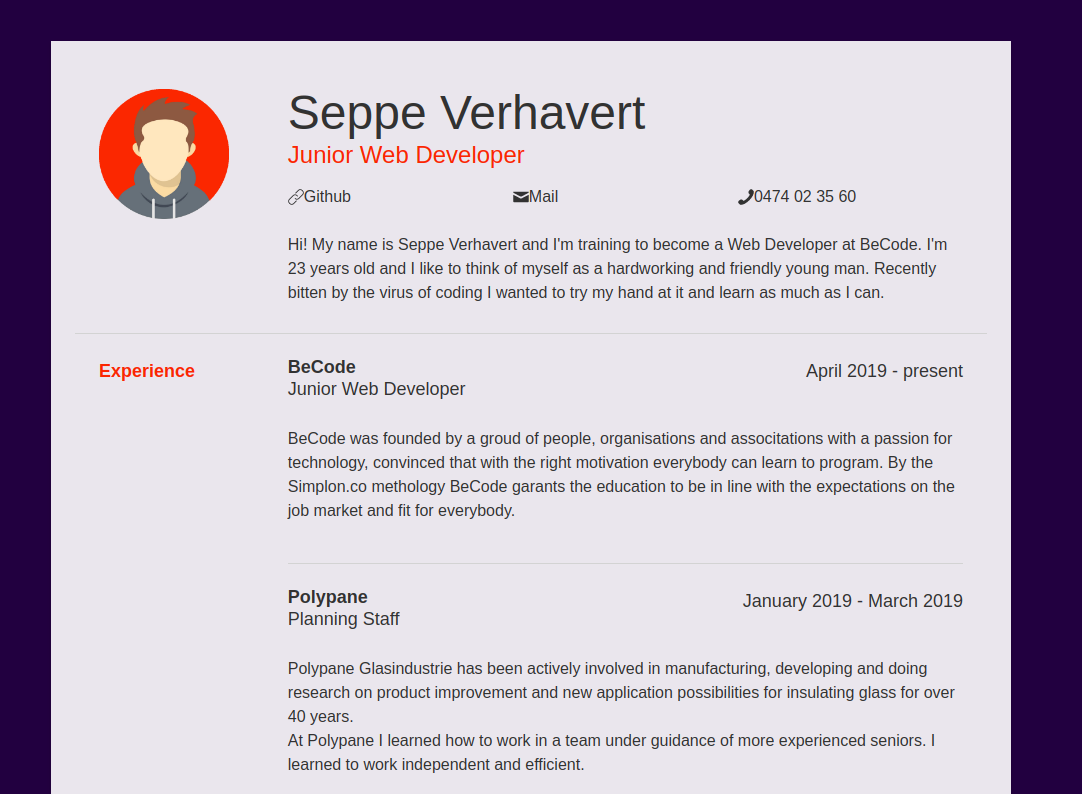 Seppe Verhavert
Junior Web Developer
Github Mail 0474 02 35 60
Hi! My name is Seppe Verhavert and I'm training to become a Web Developer at BeCode. I'm
23 years old and I like to think of myself as a hardworking and friendly young man. Recently
bitten by the virus of coding I wanted to try my hand at it and learn as much as I can.
Experience
BeCode
April 2019 - present
Junior Web Developer
BeCode was founded by a groud of people, organisations and associtations with a passion for
technology, convinced that with the right motivation everybody can learn to program. By the
Simplon.co methology BeCode garants the education to be in line with the expectations on the
job market and fit for everybody.
Polypane
January 2019 - March 2019
Planning Staff
Polypane Glasindustrie has been actively involved in manufacturing, developing and doing
research on product improvement and new application possibilities for insulating glass for over
40 years.
At Polypane I learned how to work in a team under guidance of more experienced seniors. I
learned to work independent and efficient.